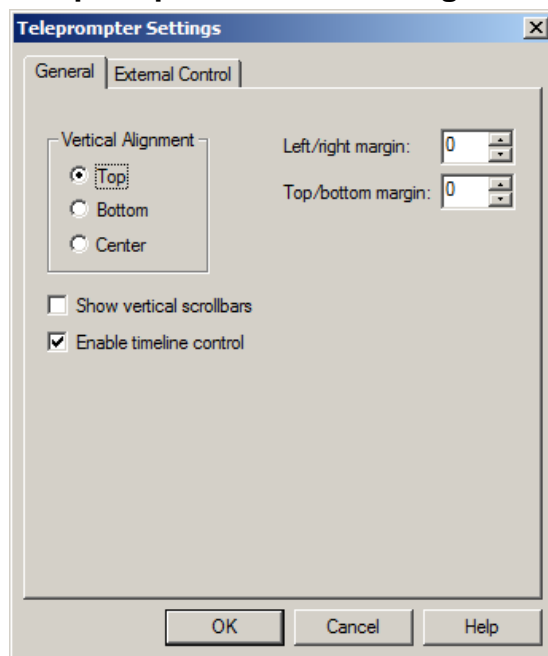 Teleprompter Settings
General External Control
Vertical Alignment
Top
Bottom
Center
Left/right margin: 0
Top/bottom margin: 0
Show vertical scrollbars
Enable timeline control
OK Cancel Help